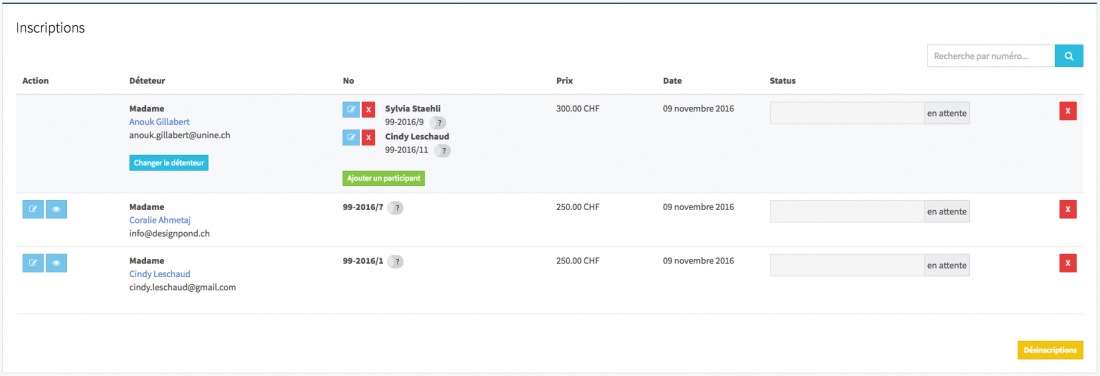 Inscriptions
Recherche par numéro...
Action Déteteur No Prix Date Status
Madame
Anouk Gillabert
anouk.gillabert@unine.ch
Changer le détenteur
x Sylvia Staehli
99-2016/9 ?
x Cindy Leschaud
99-2016/11 ?
Ajouter un participant
300.00 CHF
09 novembre 2016
en attente
x
Madame
Coralie Ahmetaj
info@designpond.ch
99-2016/7 ?
250.00 CHF
09 novembre 2016
en attente
x
Madame
Cindy Leschaud
cindy.leschaud@gmail.com
99-2016/1 ?
250.00 CHF
09 novembre 2016
en attente
x
Désinscriptions